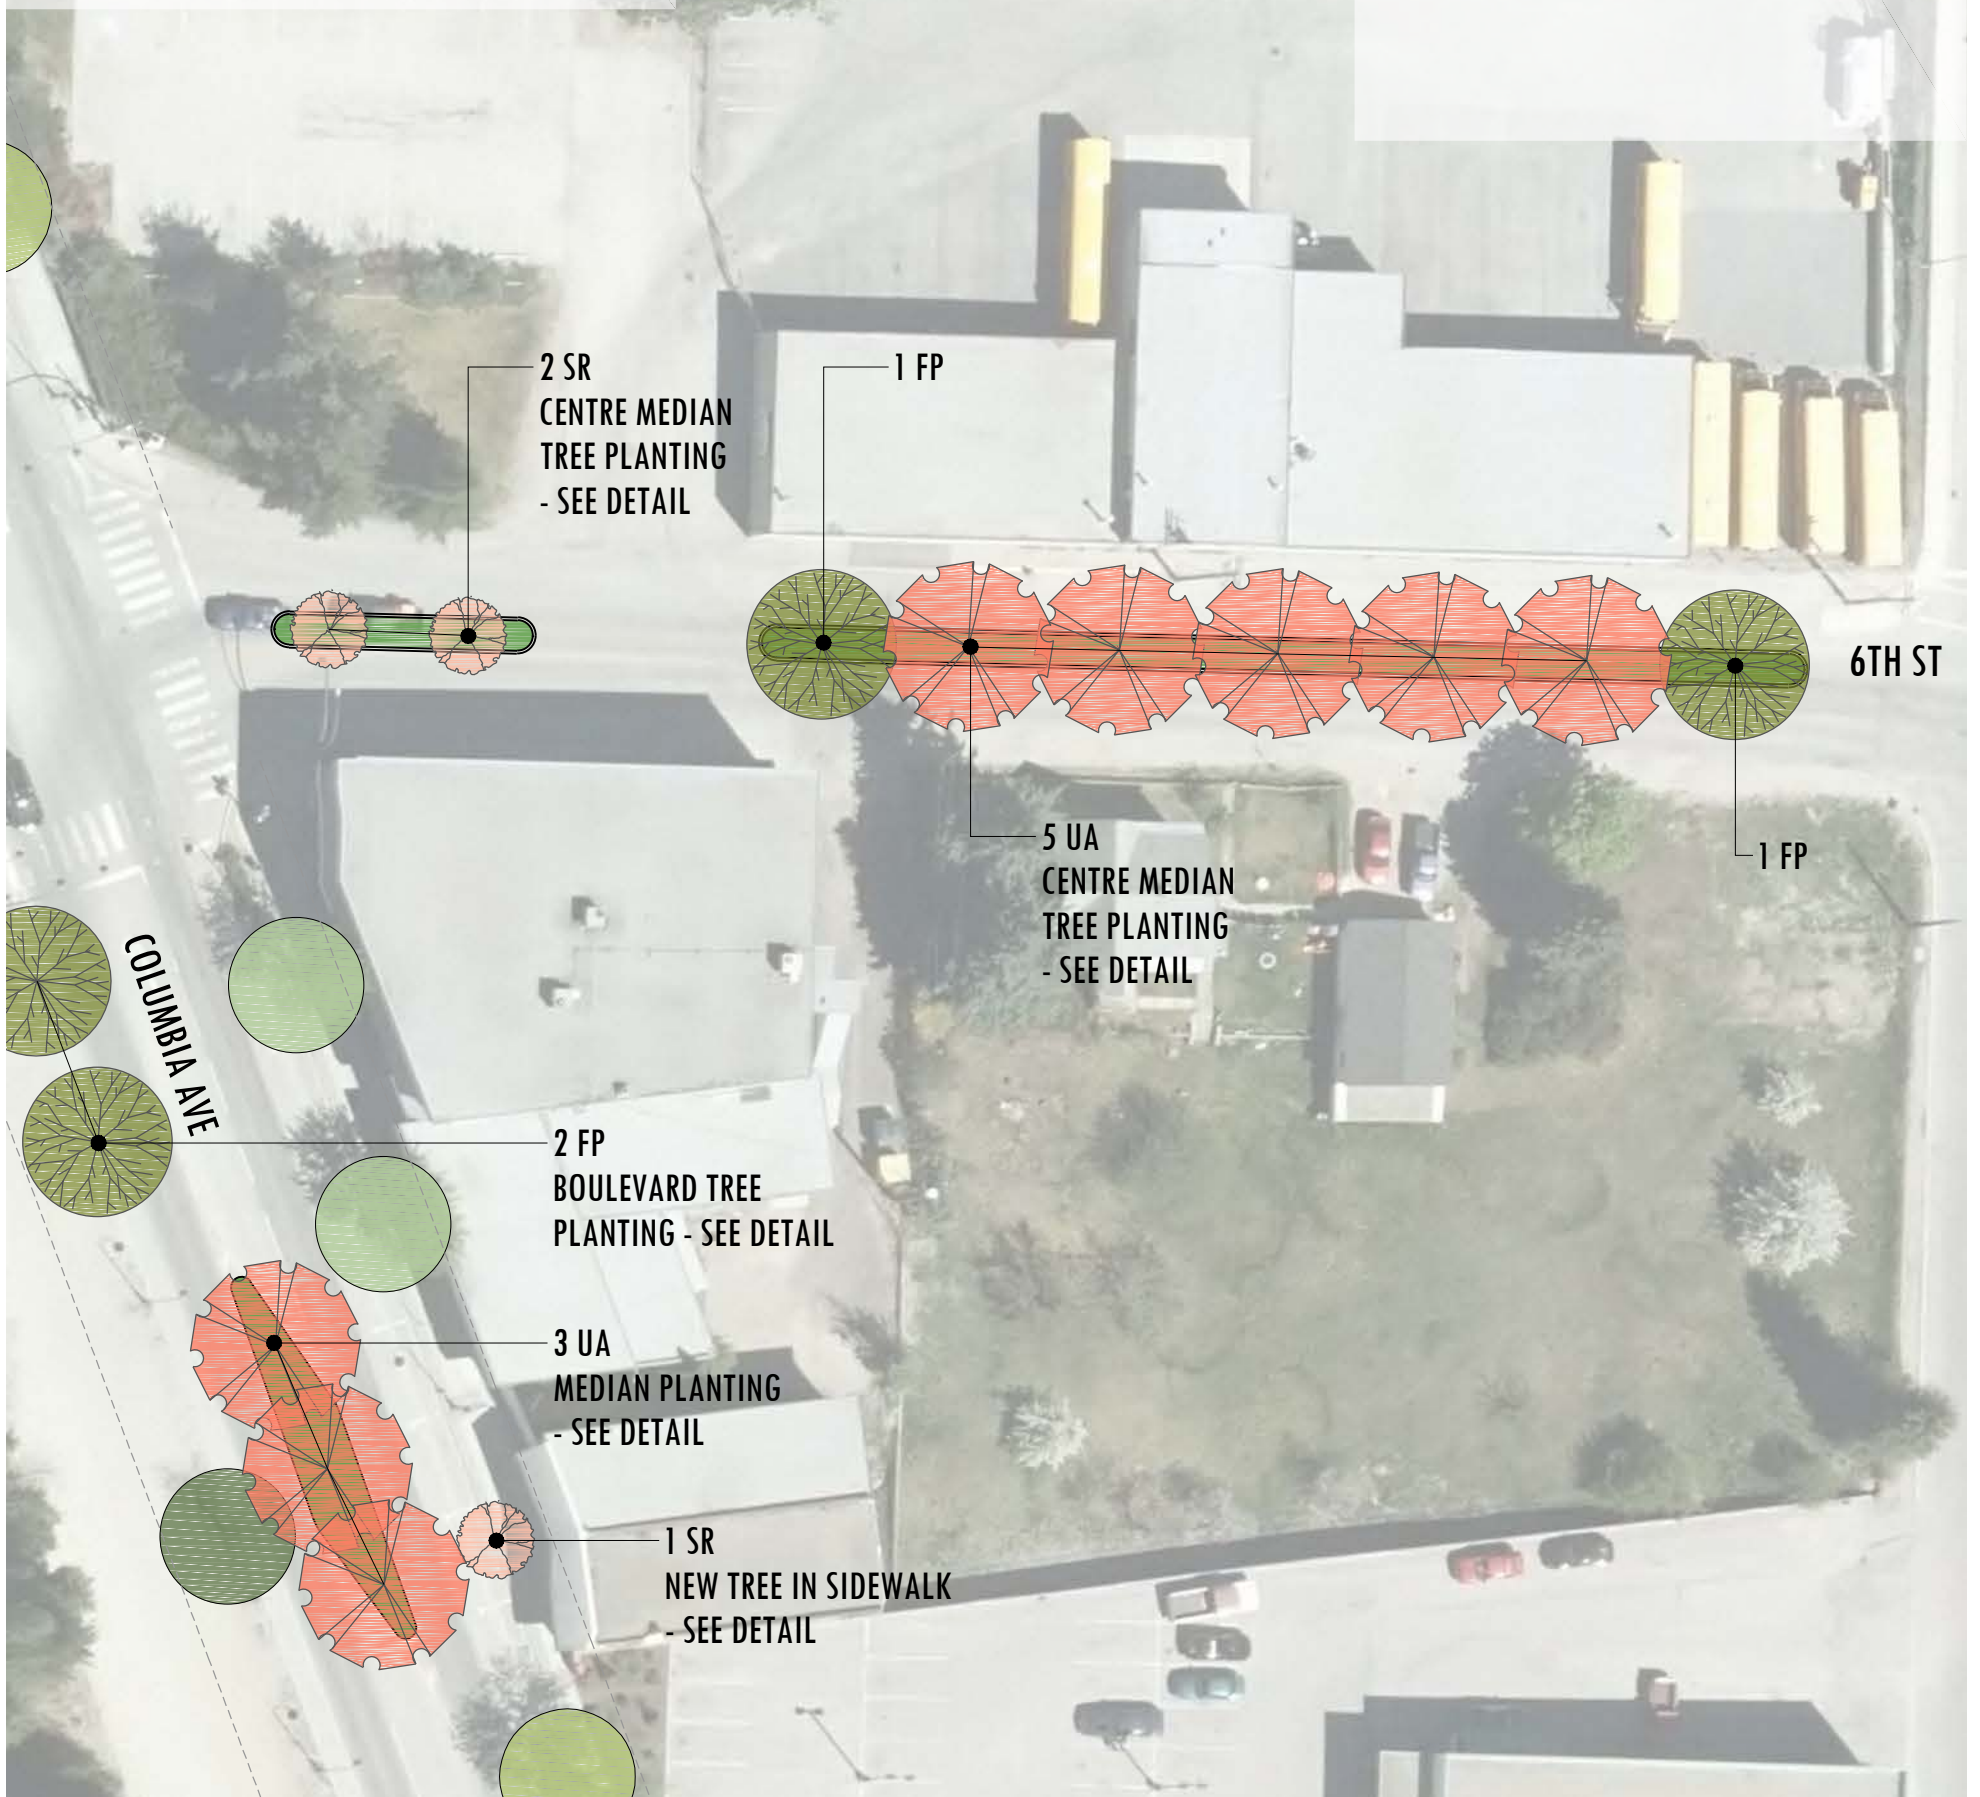 2 SR
CENTRE MEDIAN
TREE PLANTING
- SEE DETAIL
1 FP
6TH ST
5 UA
CENTRE MEDIAN
TREE PLANTING
- SEE DETAIL
1 FP
COLUMBIA AVE
2 FP
BOULEVARD TREE
PLANTING - SEE DETAIL
3 UA
MEDIAN PLANTING
- SEE DETAIL
1 SR
NEW TREE IN SIDEWALK
- SEE DETAIL